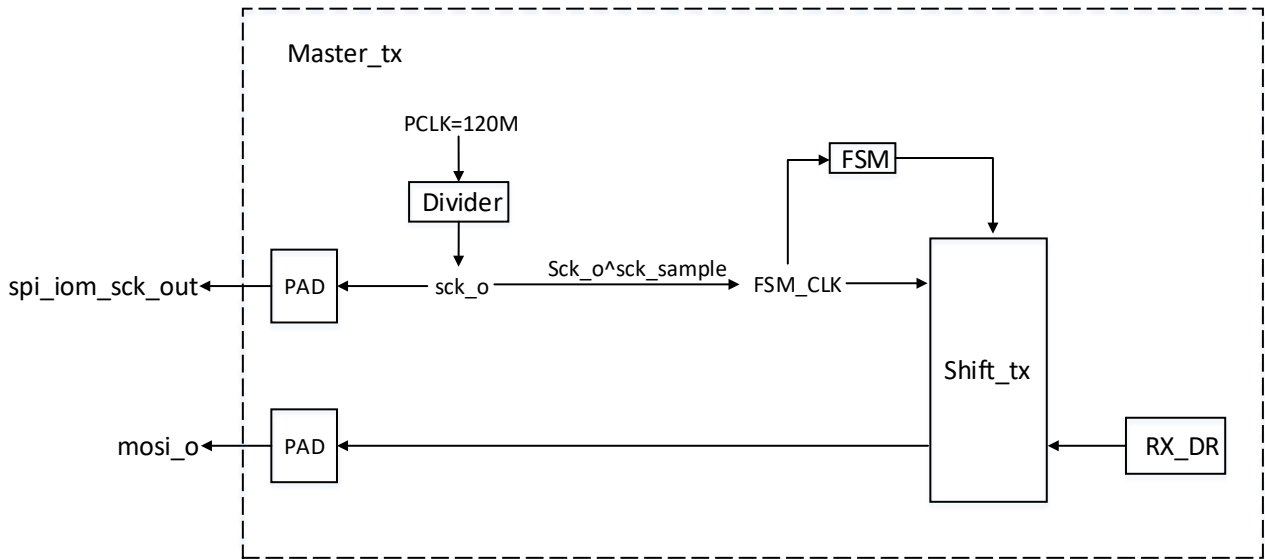 Master_tx
PCLK=120M
FSM
Divider
Sck_o^sck_sample
spi_iom_sck_out
PAD
sck_o
FSM_CLK
Shift_tx
mosi_o
PAD
RX_DR